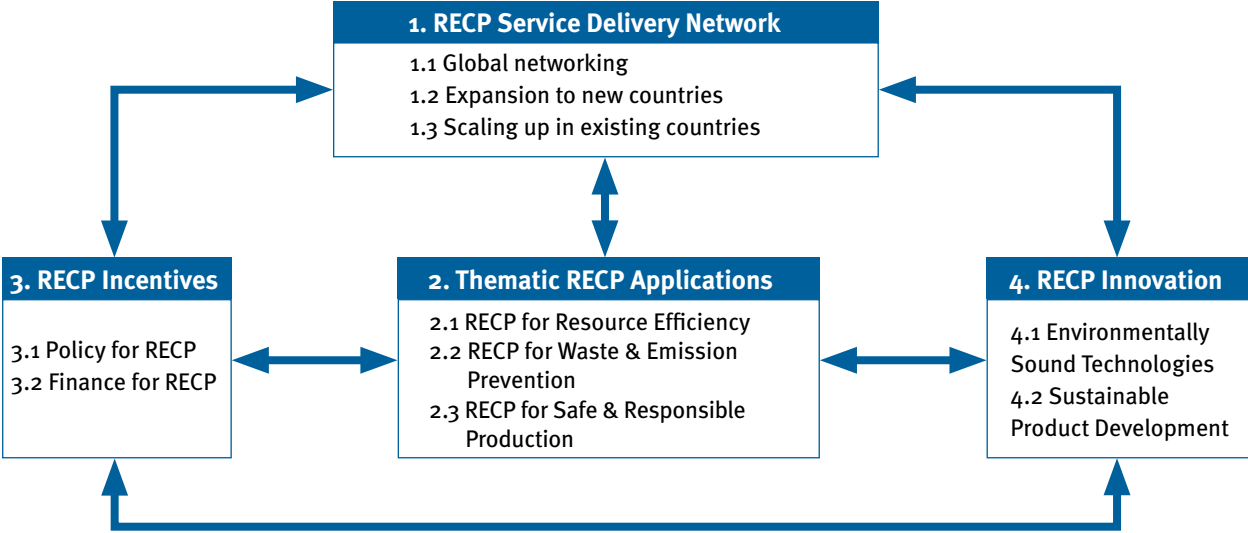 1. RECP Service Delivery Network
1.1 Global networking
1.2 Expansion to new countries
1.3 Scaling up in existing countries
3. RECP Incentives
3.1 Policy for RECP
3.2 Finance for RECP
2. Thematic RECP Applications
2.1 RECP for Resource Efficiency
2.2 RECP for Waste & Emission
Prevention
2.3 RECP for Safe & Responsible
Production
4. RECP Innovation
4.1 Environmentally
Sound Technologies
4.2 Sustainable
Product Development